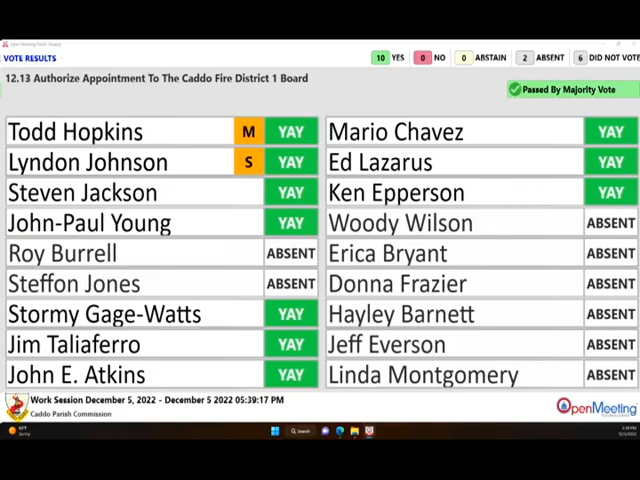 VOTE RESULTS
10 YES 0 NO 0 ABSTAIN 2 ABSENT 6 DID NOT VOTE
12.13 Authorize Appointment To The Caddo Fire District 1 Board
Passed By Majority Vote
Todd Hopkins M YAY Mario Chavez YAY
Lyndon Johnson S YAY Ed Lazarus YAY
Steven Jackson YAY Ken Epperson YAY
John-Paul Young YAY Woody Wilson ABSENT
Roy Burrell ABSENT Erica Bryant ABSENT
Steffon Jones ABSENT Donna Frazier ABSENT
Stormy Gage-Watts YAY Hayley Barnett ABSENT
Jim Taliaferro YAY Jeff Everson ABSENT
John E. Atkins YAY Linda Montgomery ABSENT
Work Session December 5, 2022 - December 5 2022 05:39:17 PM
Caddo Parish Commission
OpenMeeting
Search